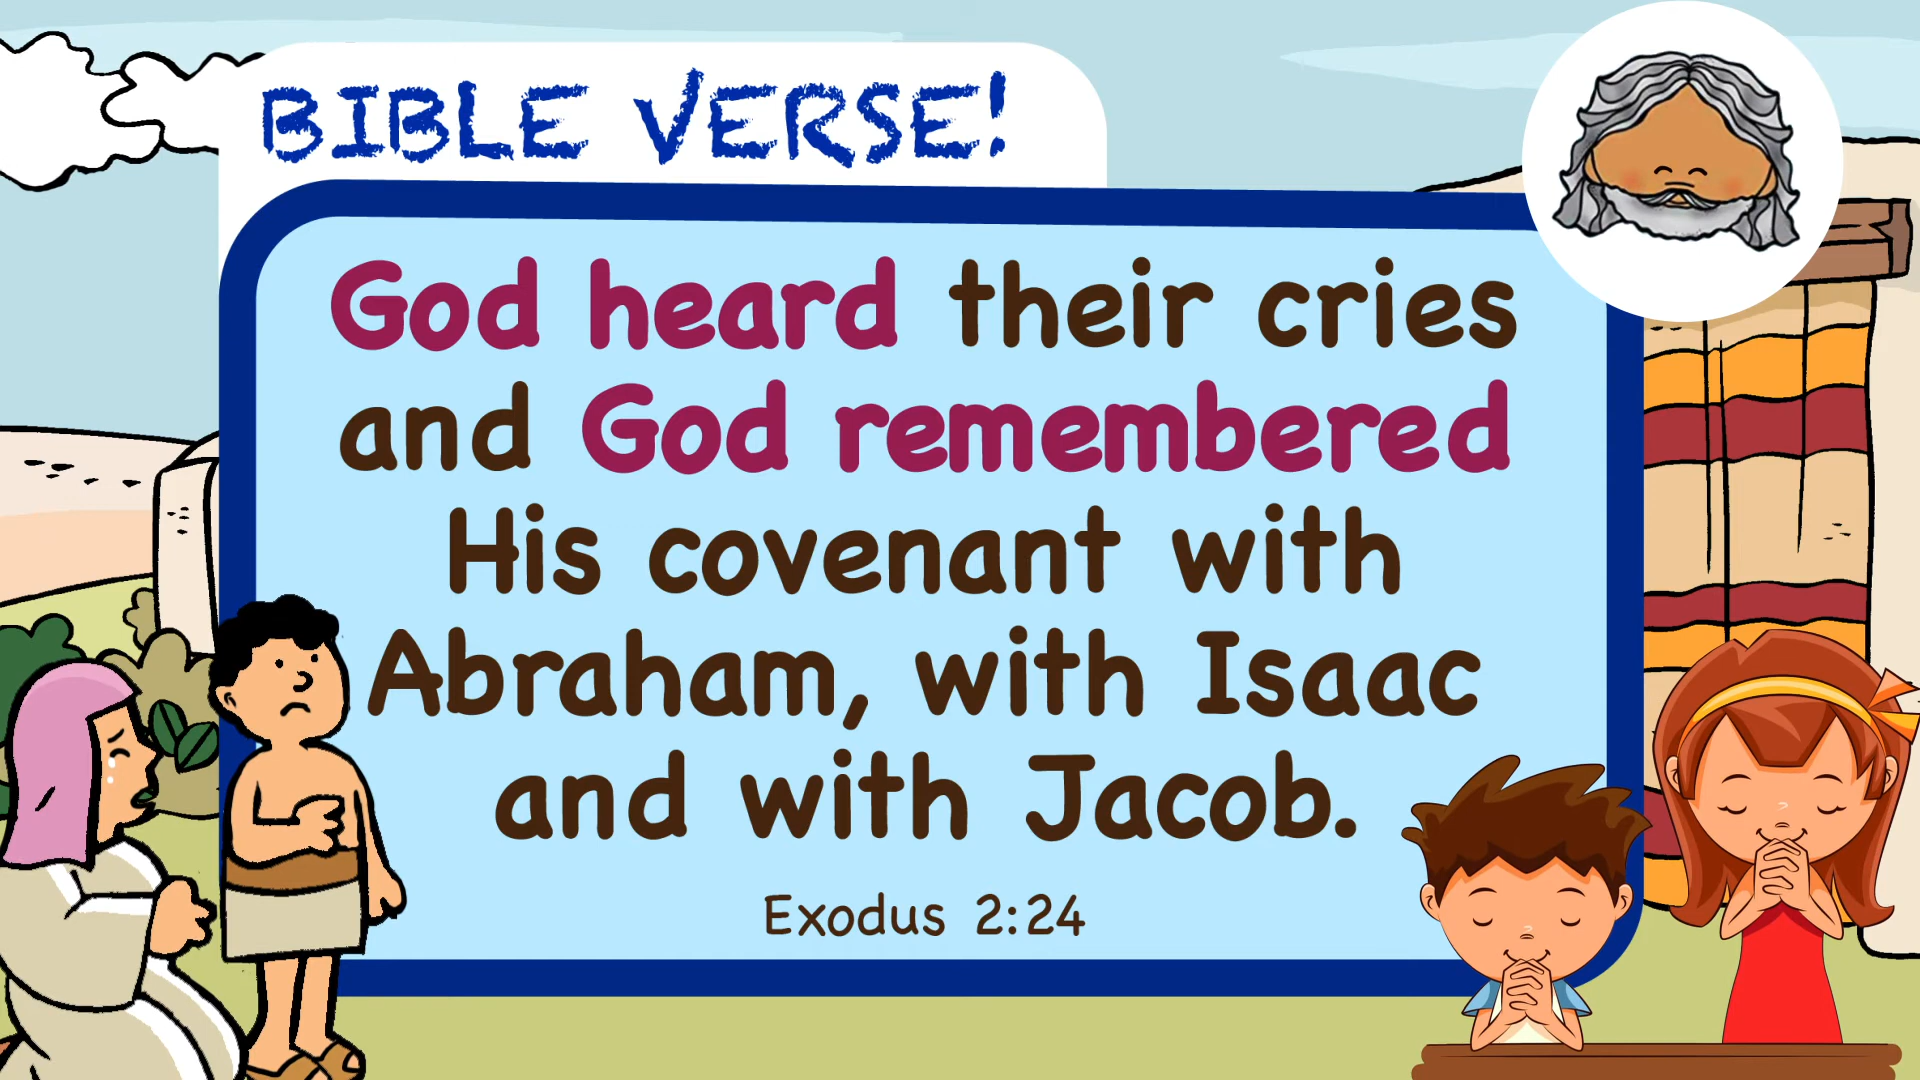 BIBLE VERSE!
God heard their cries
and God remembered
His covenant with
Abraham, with Isaac
and with Jacob.
Exodus 2:24